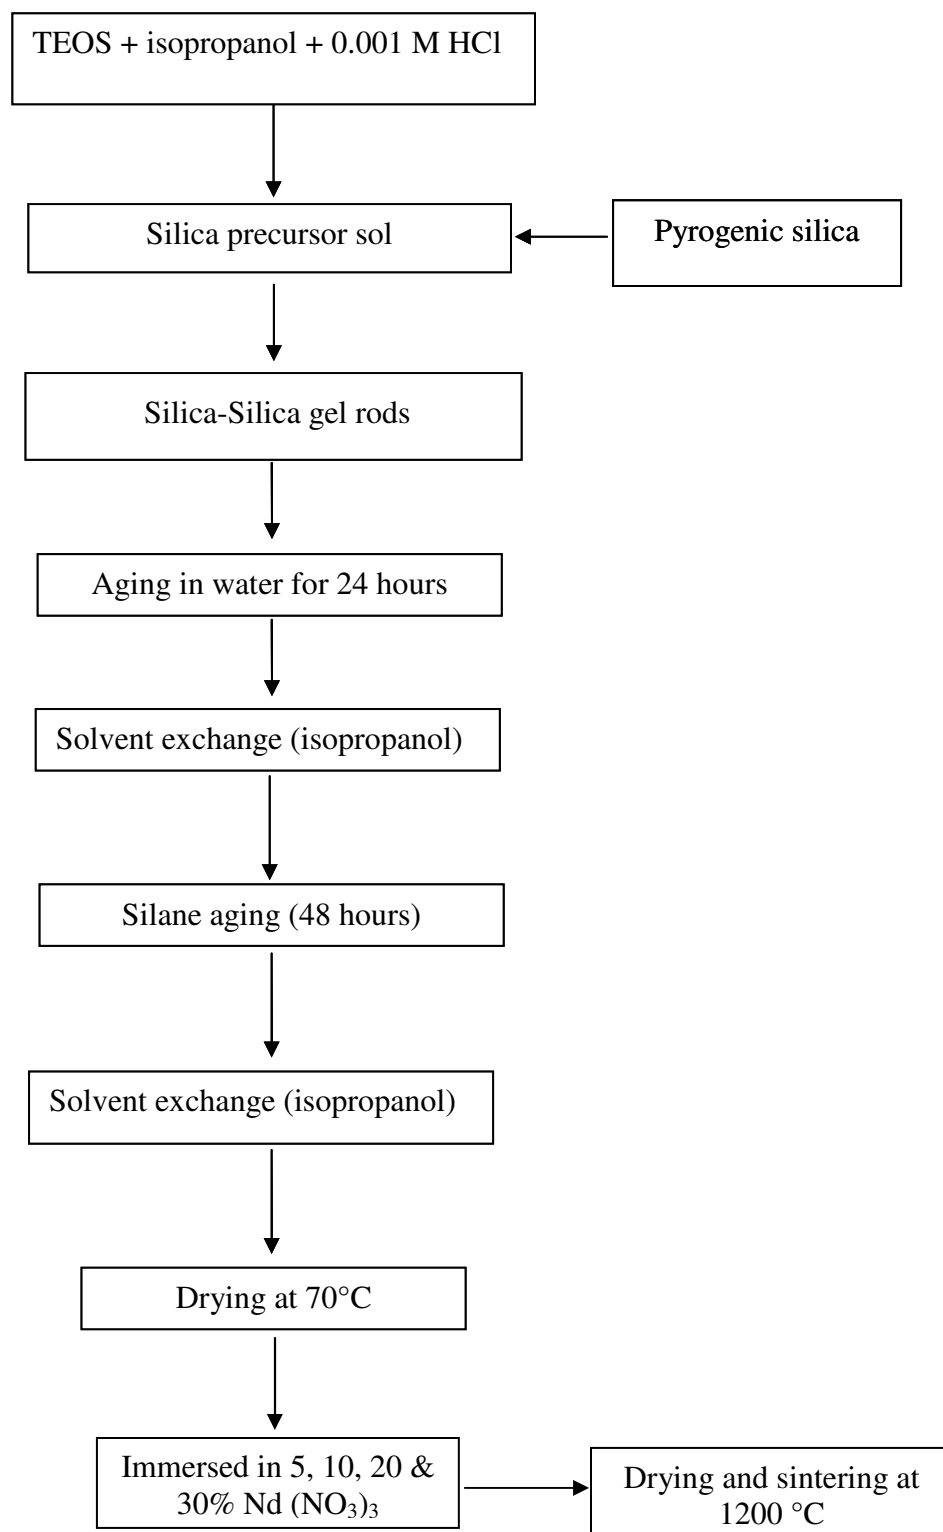 TEOS + isopropanol + 0.001 M HCl
Silica precursor sol
Pyrogenic silica
Silica-Silica gel rods
Aging in water for 24 hours
Solvent exchange (isopropanol)
Silane aging (48 hours)
Solvent exchange (isopropanol)
Drying at 70°C
Immersed in 5, 10, 20 &
30% Nd (NO₃)₃
Drying and sintering at
1200 °C